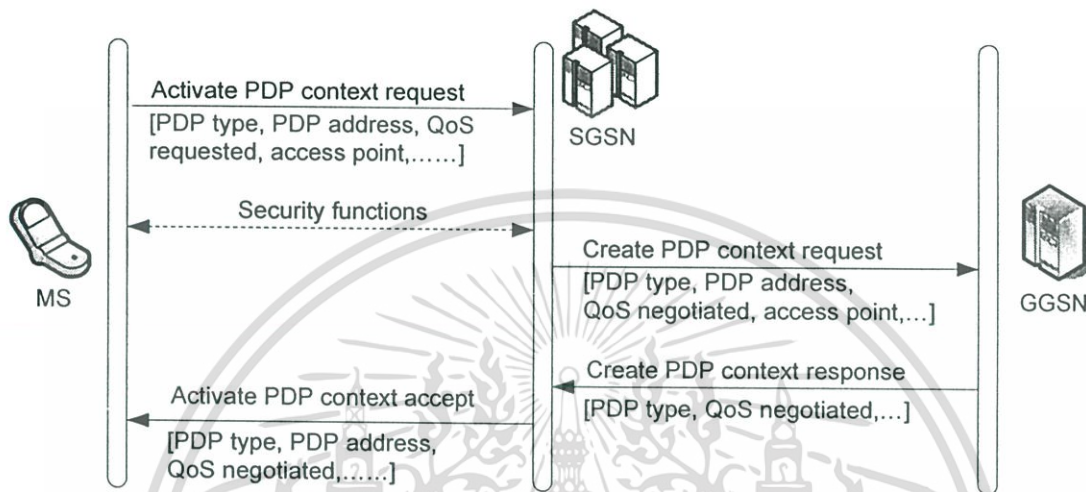 Activate PDP context request
[PDP type, PDP address, QoS
requested, access point,......]
SGSN
Security functions
MS
Create PDP context request
[PDP type, PDP address,
QoS negotiated, access point,...]
GGSN
Create PDP context response
[PDP type, QoS negotiated,...]
Activate PDP context accept
[PDP type, PDP address,
QoS negotiated,......]